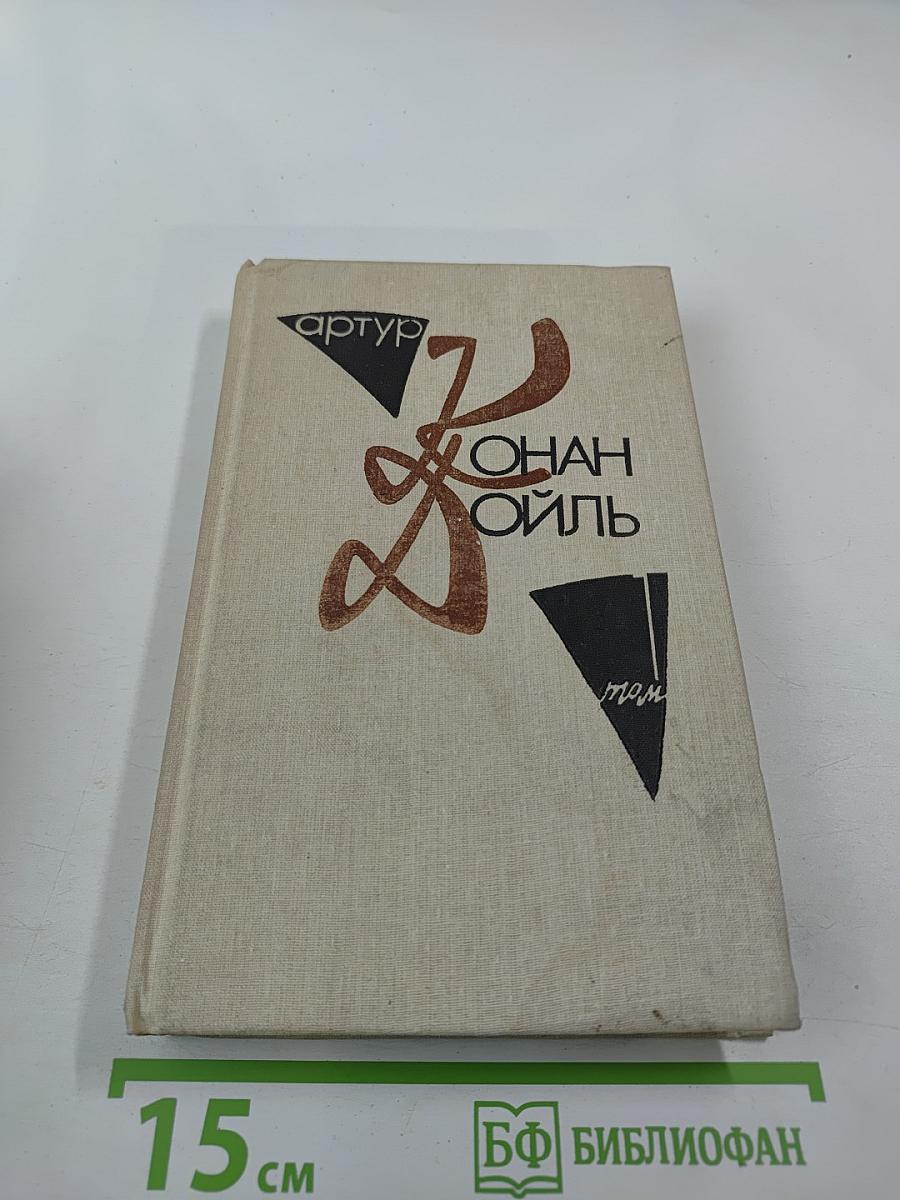 артур
КОНАН
ДОЙЛЬ
1
том
15 см
БФ БИБЛИОФАН